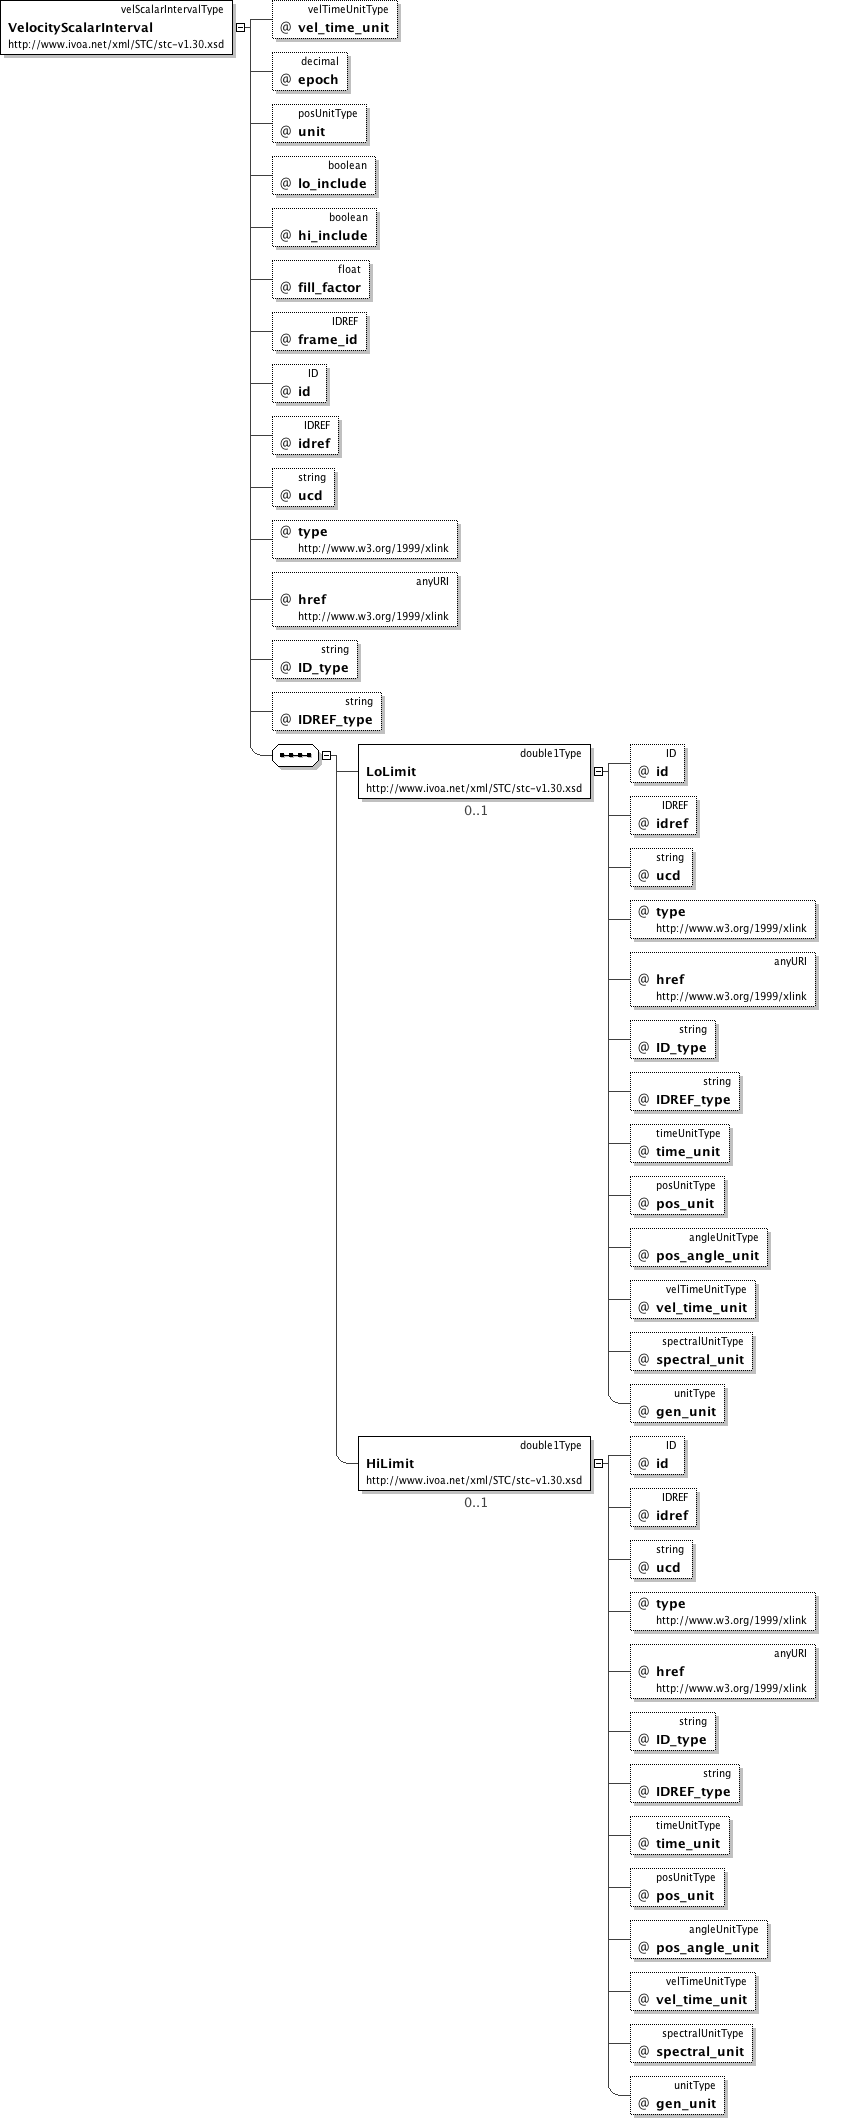 velScalarIntervalType
VelocityScalarInterval
http://www.ivoa.net/xml/STC/stc-v1.30.xsd
velTimeUnitType
@ vel_time_unit
decimal
@ epoch
posUnitType
@ unit
boolean
@ lo_include
boolean
@ hi_include
float
@ fill_factor
IDREF
@ frame_id
ID
@ id
IDREF
@ idref
string
@ ucd
@ type
http://www.w3.org/1999/xlink
anyURI
@ href
http://www.w3.org/1999/xlink
string
@ ID_type
string
@ IDREF_type
double1Type
LoLimit
http://www.ivoa.net/xml/STC/stc-v1.30.xsd
0..1
ID
@ id
IDREF
@ idref
string
@ ucd
@ type
http://www.w3.org/1999/xlink
anyURI
@ href
http://www.w3.org/1999/xlink
string
@ ID_type
string
@ IDREF_type
timeUnitType
@ time_unit
posUnitType
@ pos_unit
angleUnitType
@ pos_angle_unit
velTimeUnitType
@ vel_time_unit
spectralUnitType
@ spectral_unit
unitType
@ gen_unit
double1Type
HiLimit
http://www.ivoa.net/xml/STC/stc-v1.30.xsd
0..1
ID
@ id
IDREF
@ idref
string
@ ucd
@ type
http://www.w3.org/1999/xlink
anyURI
@ href
http://www.w3.org/1999/xlink
string
@ ID_type
string
@ IDREF_type
timeUnitType
@ time_unit
posUnitType
@ pos_unit
angleUnitType
@ pos_angle_unit
velTimeUnitType
@ vel_time_unit
spectralUnitType
@ spectral_unit
unitType
@ gen_unit